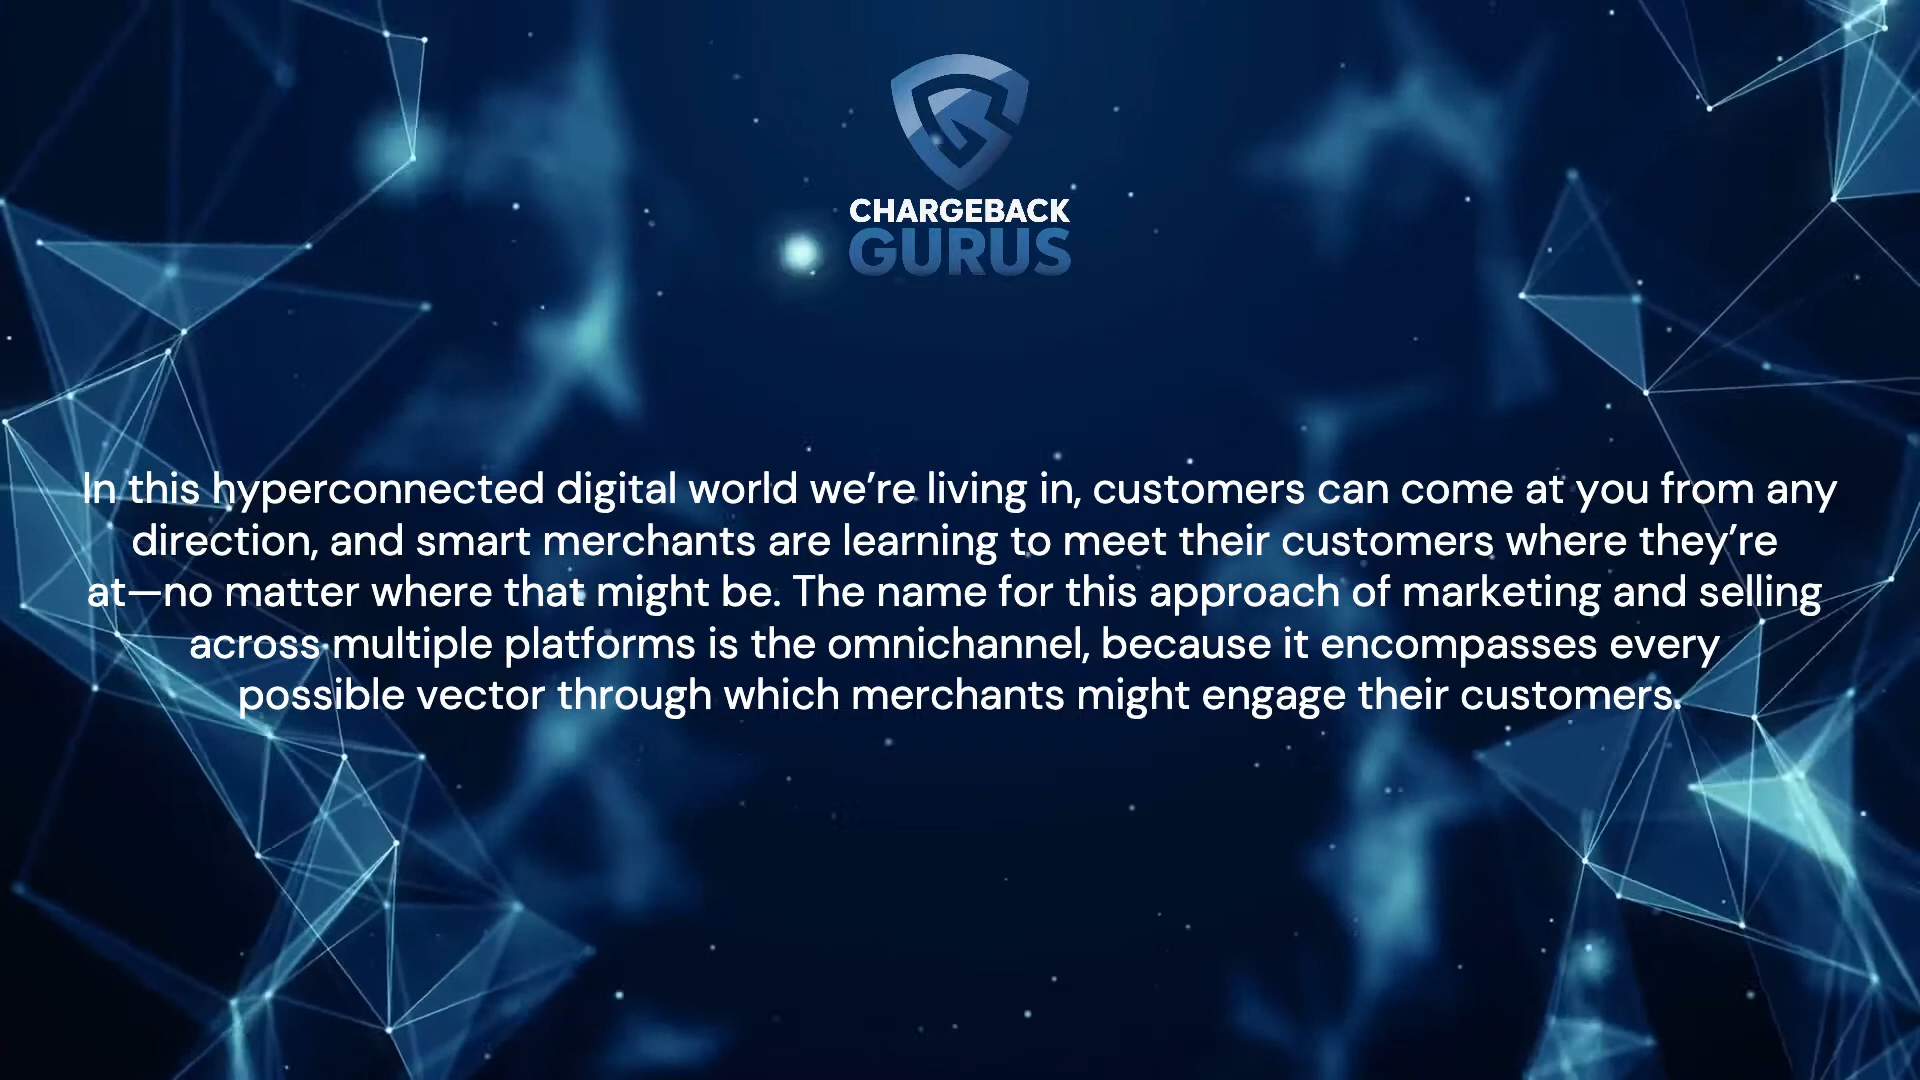 CHARGEBACK
GURUS
In this hyperconnected digital world we’re living in, customers can come at you from any
direction, and smart merchants are learning to meet their customers where they’re
at—no matter where that might be. The name for this approach of marketing and selling
across multiple platforms is the omnichannel, because it encompasses every
possible vector through which merchants might engage their customers.